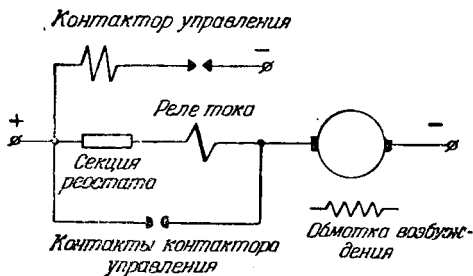 Контактор управления
Реле тока
Секция
реостата
Контакты контактора
управления
Обмотка возбуж-
дения